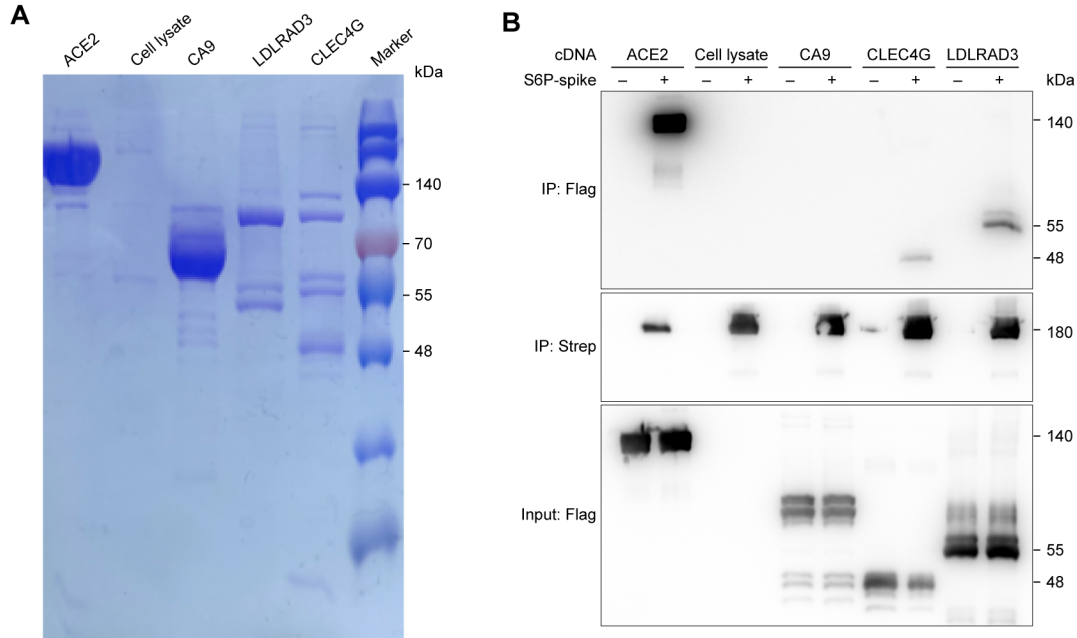 A
ACE2 Cell lysate CA9 LDLRAD3 CLEC4G Marker
kDa
140
70
55
48
B
cDNA ACE2 Cell lysate CA9 CLEC4G LDLRAD3
S6P-spike – + – + – + – + – + kDa
140
IP: Flag
55
48
IP: Strep 180
140
Input: Flag
55
48